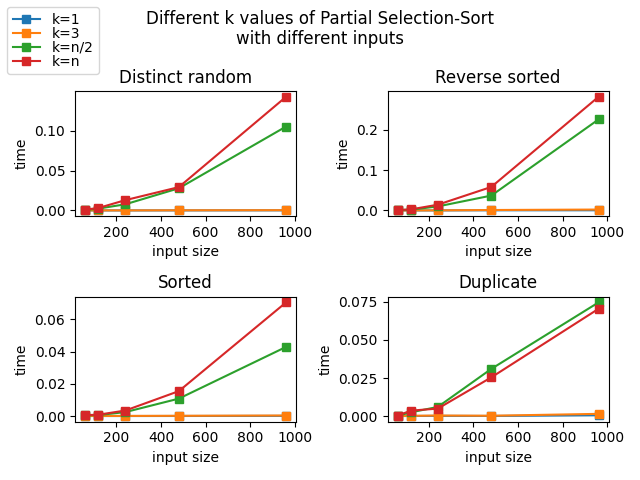 Different k values of Partial Selection-Sort
with different inputs
k=1
k=3
k=n/2
k=n
Distinct random
0.10
0.05
0.00
time
200 400 600 800 1000
input size
Reverse sorted
0.2
0.1
0.0
time
200 400 600 800 1000
input size
Sorted
0.06
0.04
0.02
0.00
time
200 400 600 800 1000
input size
Duplicate
0.075
0.050
0.025
0.000
time
200 400 600 800 1000
input size